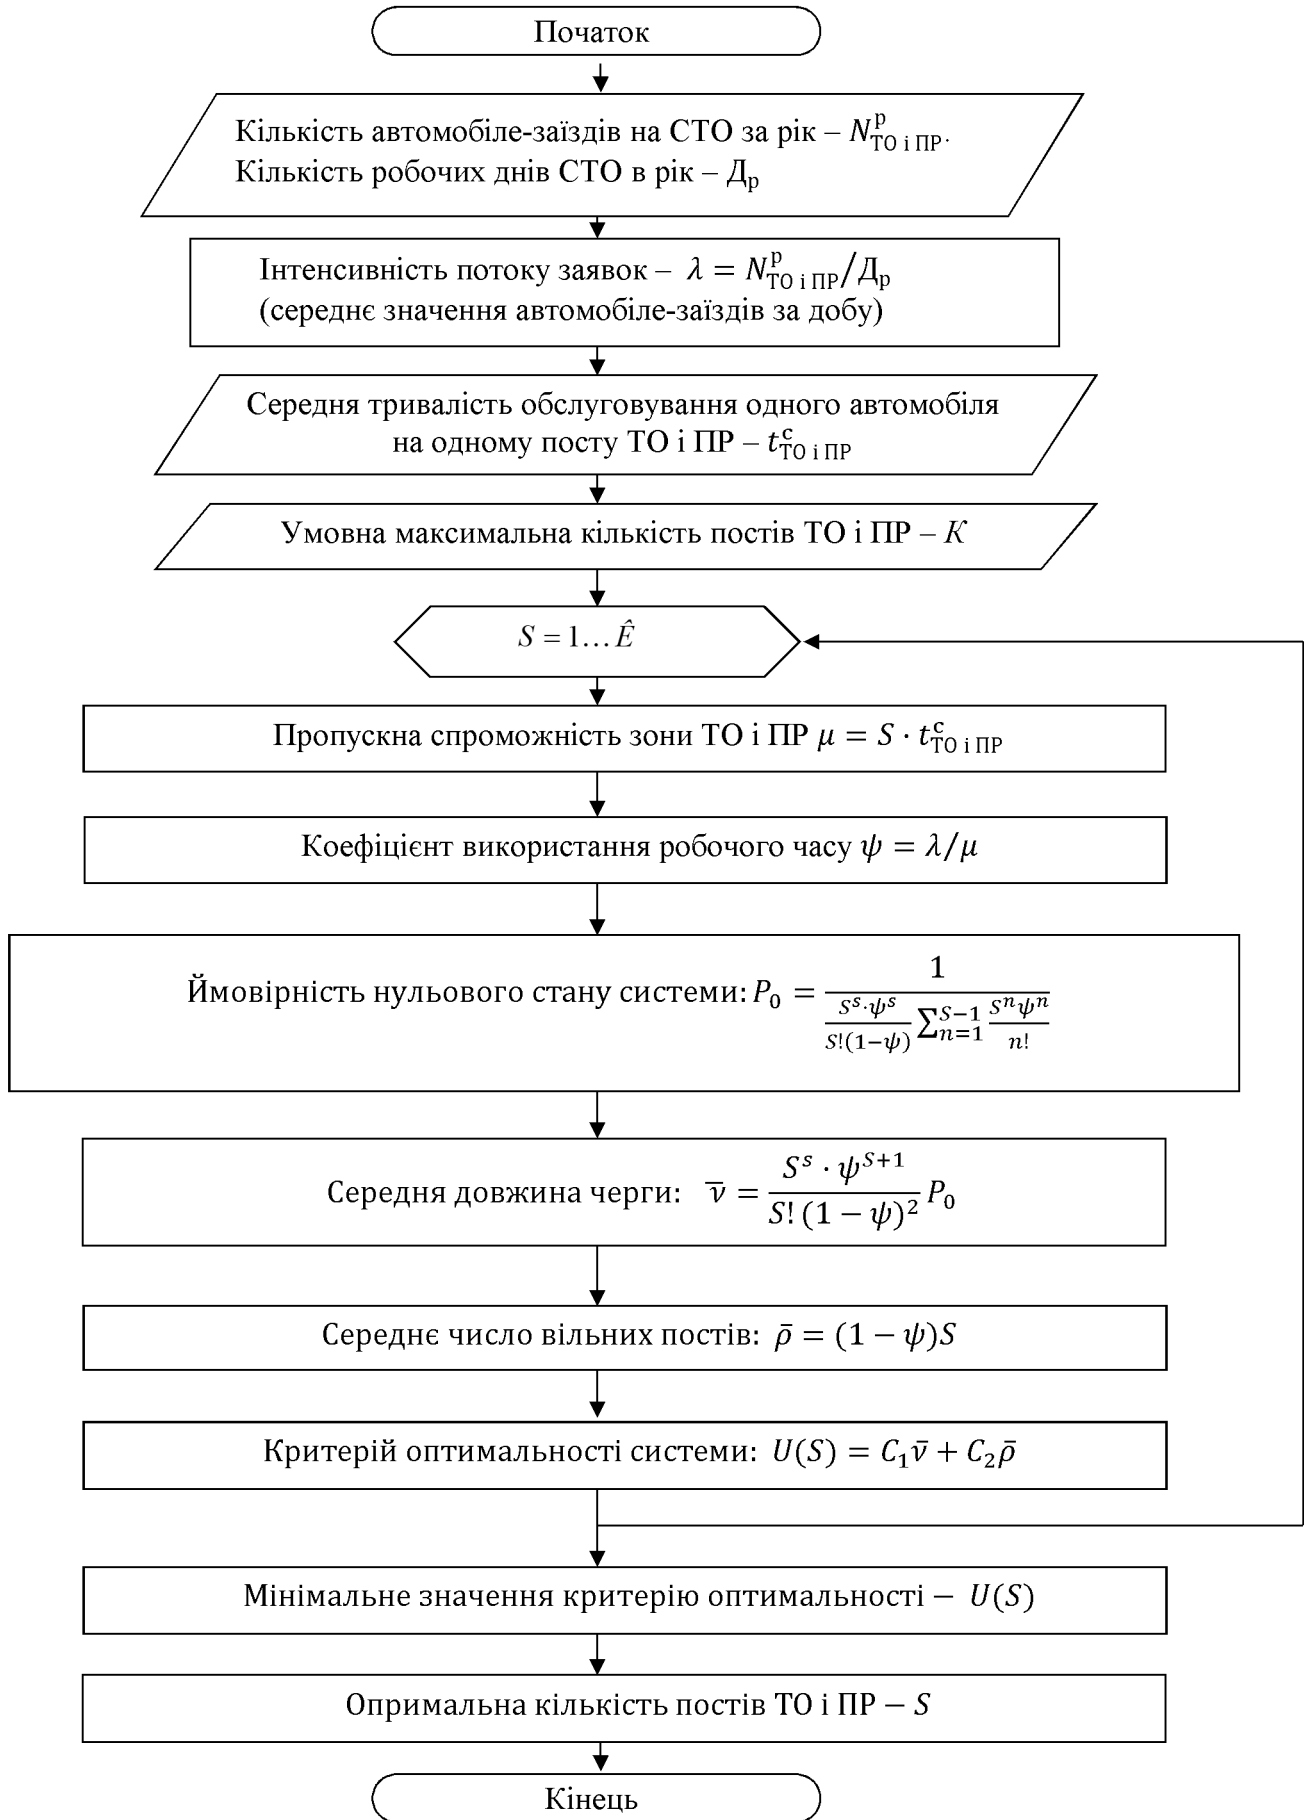 Початок
Кількість автомобіле-заїздів на СТО за рік – $N^{\text{р}}_{\text{ТО і ПР}}$.
Кількість робочих днів СТО в рік – Д$_{\text{р}}$
Інтенсивність потоку заявок – $\lambda = N^{\text{р}}_{\text{ТО і ПР}}/\text{Д}_{\text{р}}$
(середнє значення автомобіле-заїздів за добу)
Середня тривалість обслуговування одного автомобіля
на одному посту ТО і ПР – $t^{\text{с}}_{\text{ТО і ПР}}$
Умовна максимальна кількість постів ТО і ПР – К
$S = 1 \ldots \hat{E}$
Пропускна спроможність зони ТО і ПР $\mu = S \cdot t^{\text{с}}_{\text{ТО і ПР}}$
Коефіцієнт використання робочого часу $\psi = \lambda/\mu$
Ймовірність нульового стану системи: $P_0 = \frac{1}{\frac{S^s \cdot \psi^s}{S!(1-\psi)} \sum_{n=1}^{S-1} \frac{S^n \psi^n}{n!}}$
Середня довжина черги: $\bar{\nu} = \frac{S^s \cdot \psi^{S+1}}{S!\,(1-\psi)^2} P_0$
Середнє число вільних постів: $\bar{\rho} = (1 - \psi)S$
Критерій оптимальності системи: $U(S) = C_1\bar{\nu} + C_2\bar{\rho}$
Мінімальне значення критерію оптимальності – $U(S)$
Опримальна кількість постів ТО і ПР – $S$
Кінець